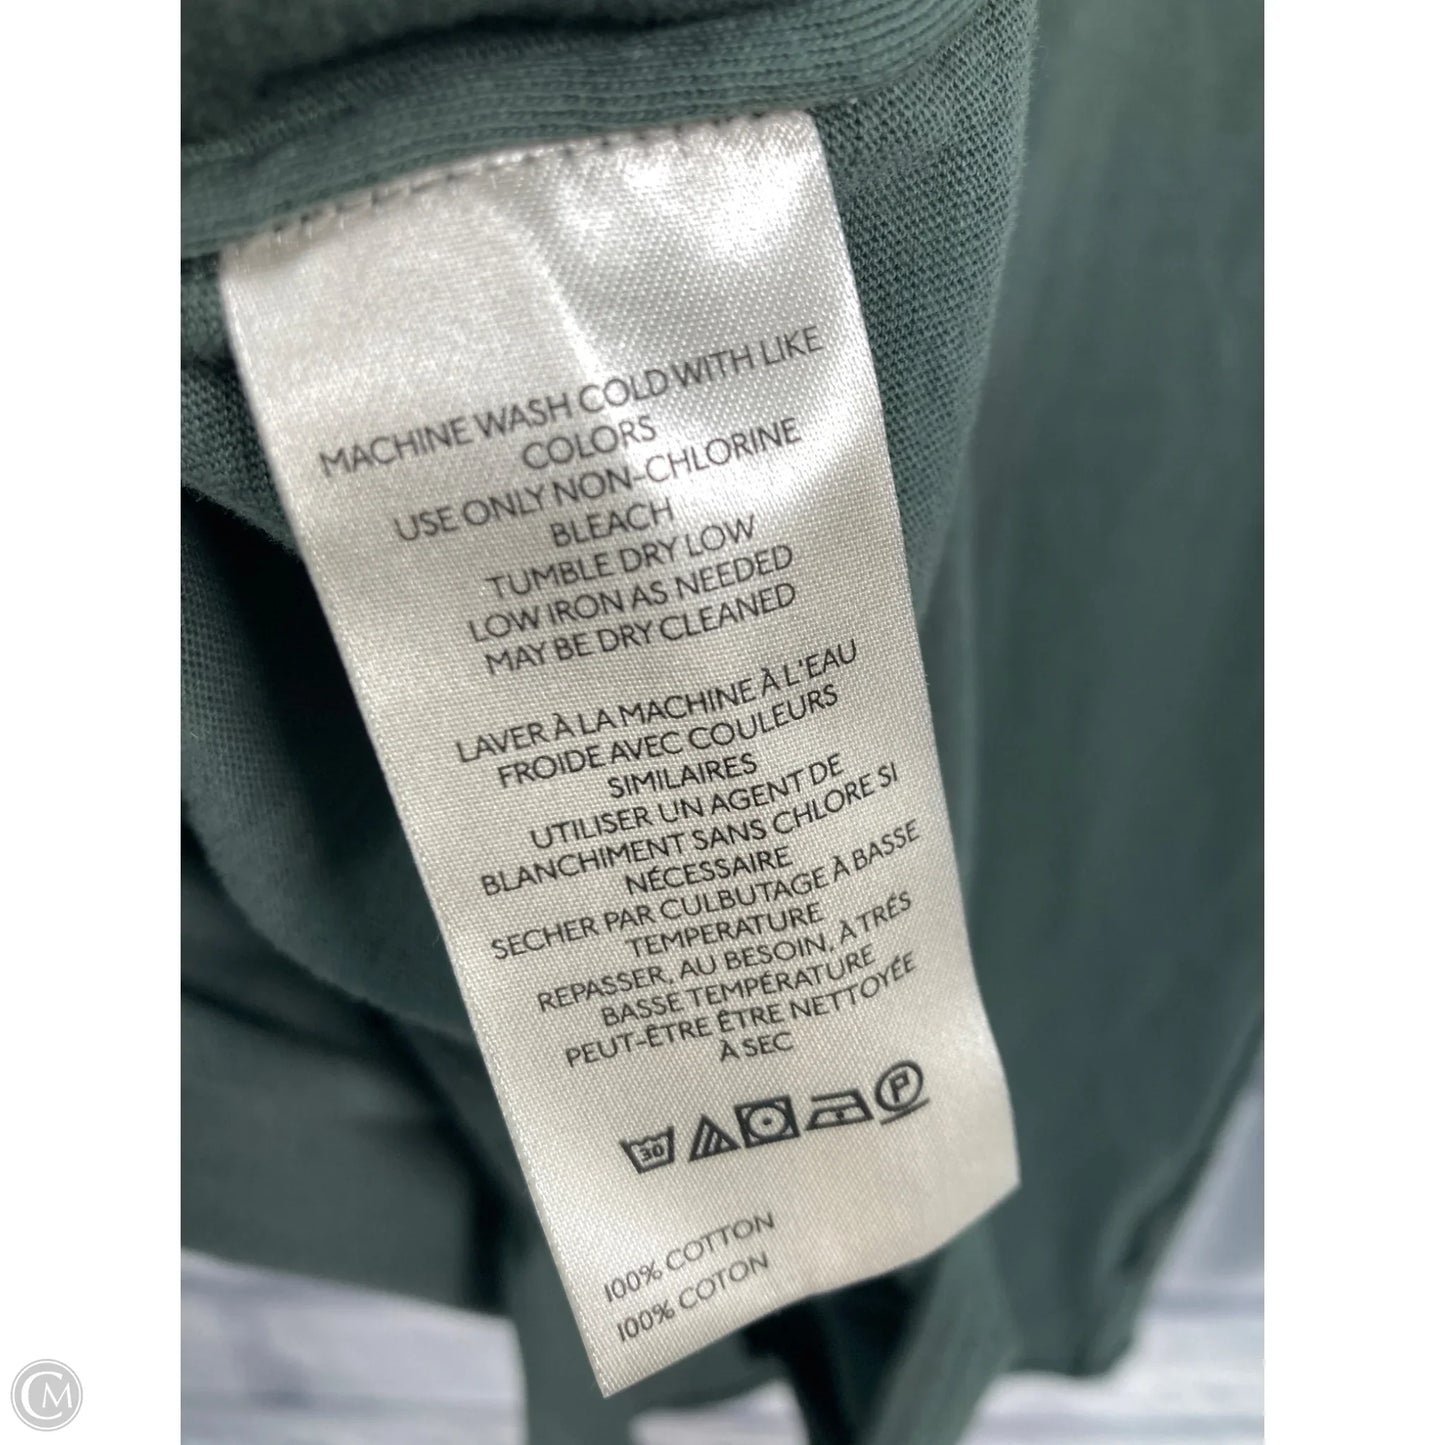 MACHINE WASH COLD WITH LIKE
COLORS
USE ONLY NON-CHLORINE
BLEACH
TUMBLE DRY LOW
LOW IRON AS NEEDED
MAY BE DRY CLEANED
LAVER À LA MACHINE À L'EAU
FROIDE AVEC COULEURS
SIMILAIRES
UTILISER UN AGENT DE
BLANCHIMENT SANS CHLORE SI
NÉCESSAIRE
SECHER PAR CULBUTAGE À BASSE
TEMPERATURE
REPASSER, AU BESOIN, À TRÉS
BASSE TEMPÉRATURE
PEUT-ÊTRE ÊTRE NETTOYÉE
À SEC
30 P
100% COTTON
100% COTON
CM